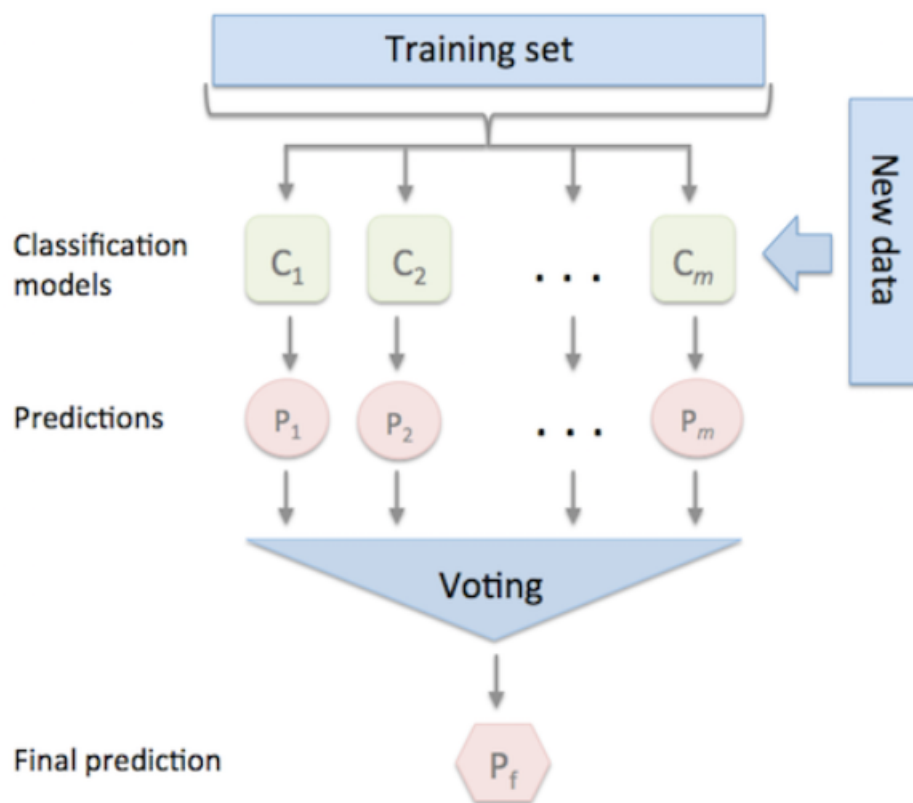 Training set
New data
Classification
models
C1
C2
. . .
Cm
Predictions
P1
P2
. . .
Pm
Voting
Final prediction
Pf